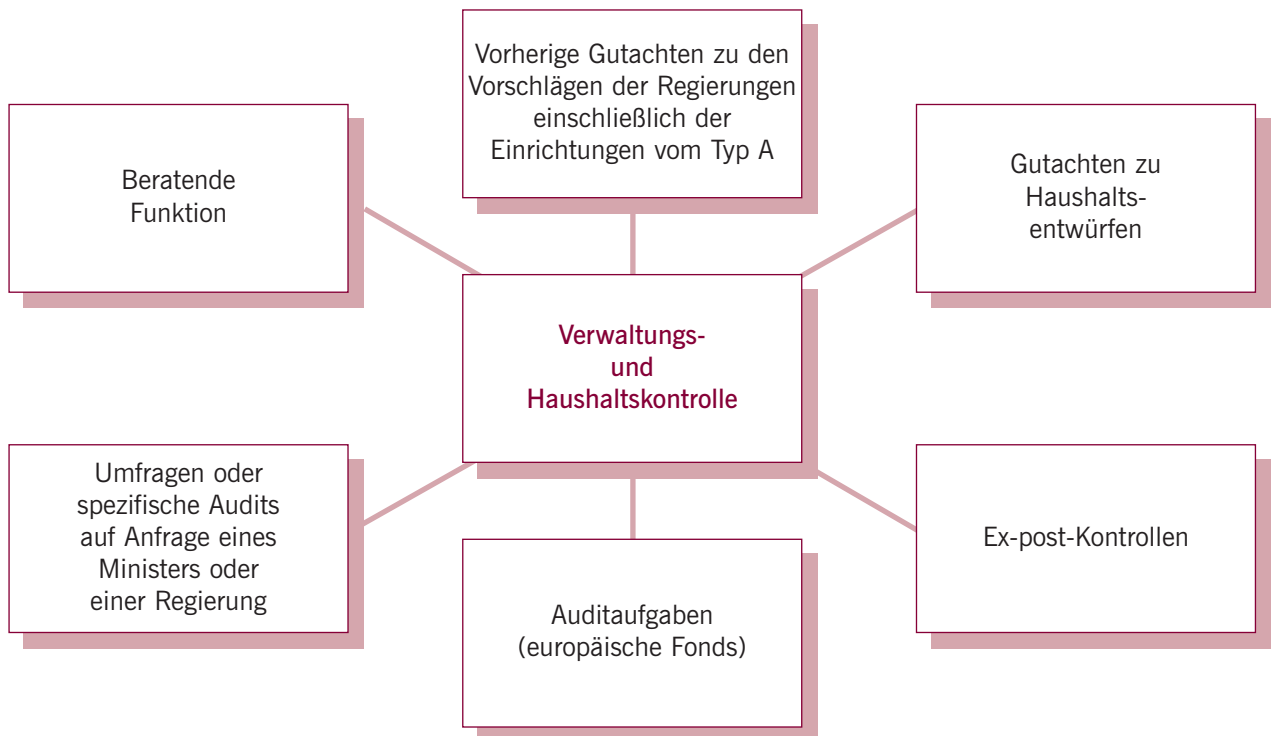 Vorherige Gutachten zu den
Vorschlägen der Regierungen
einschließlich der
Einrichtungen vom Typ A
Beratende
Funktion
Gutachten zu
Haushalts-
entwürfen
Verwaltungs-
und
Haushaltskontrolle
Umfragen oder
spezifische Audits
auf Anfrage eines
Ministers oder
einer Regierung
Ex-post-Kontrollen
Auditaufgaben
(europäische Fonds)